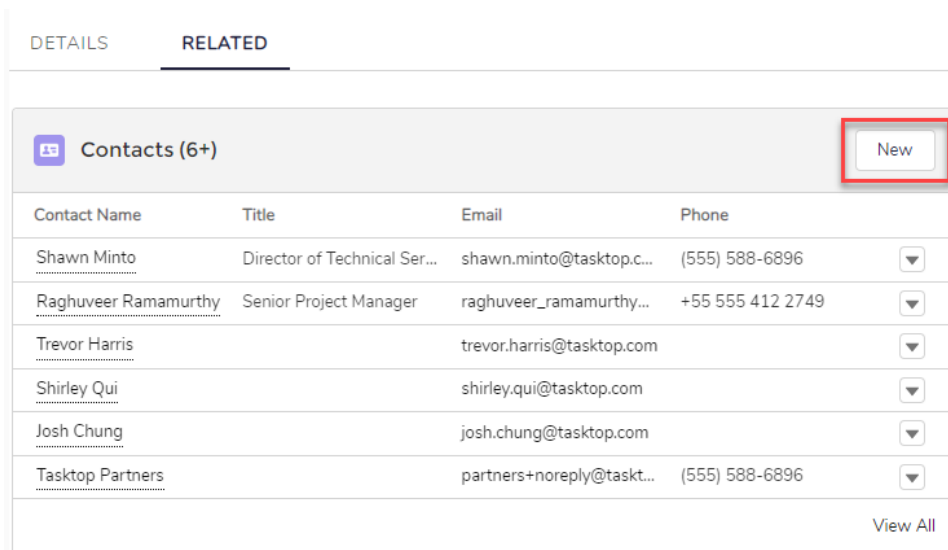 DETAILS RELATED
Contacts (6+) New
Contact Name Title Email Phone
Shawn Minto Director of Technical Ser... shawn.minto@tasktop.c... (555) 588-6896
Raghuveer Ramamurthy Senior Project Manager raghuveer_ramamurthy... +55 555 412 2749
Trevor Harris trevor.harris@tasktop.com
Shirley Qui shirley.qui@tasktop.com
Josh Chung josh.chung@tasktop.com
Tasktop Partners partners+noreply@taskt... (555) 588-6896
View All